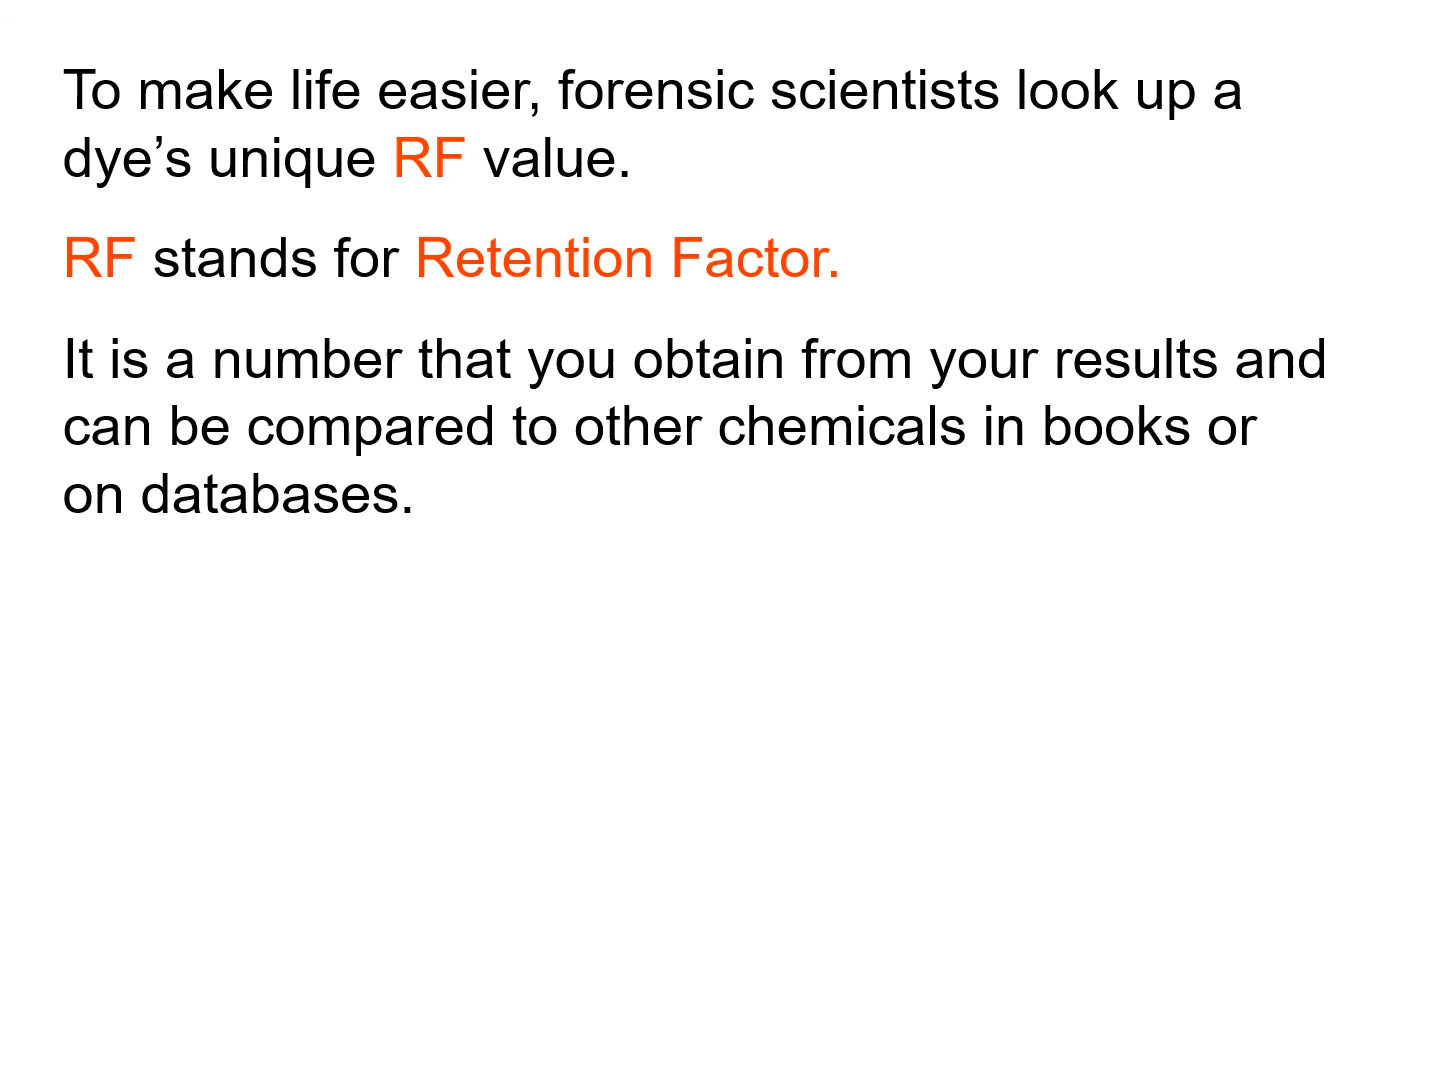 To make life easier, forensic scientists look up a
dye’s unique RF value.
RF stands for Retention Factor.
It is a number that you obtain from your results and
can be compared to other chemicals in books or
on databases.